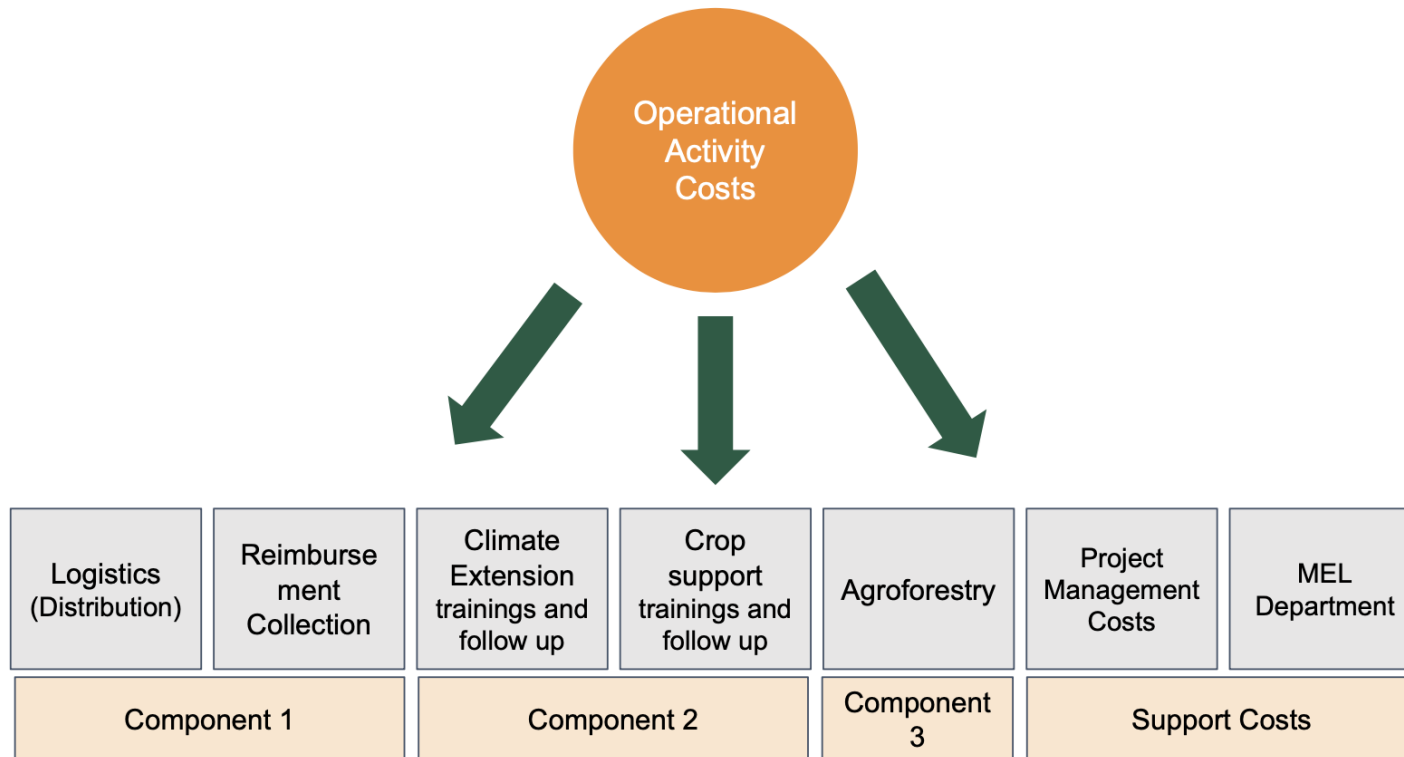 Operational
Activity
Costs
Logistics
(Distribution)
Reimburse
ment
Collection
Climate
Extension
trainings and
follow up
Crop
support
trainings and
follow up
Agroforestry
Project
Management
Costs
MEL
Department
Component 1
Component 2
Component
3
Support Costs